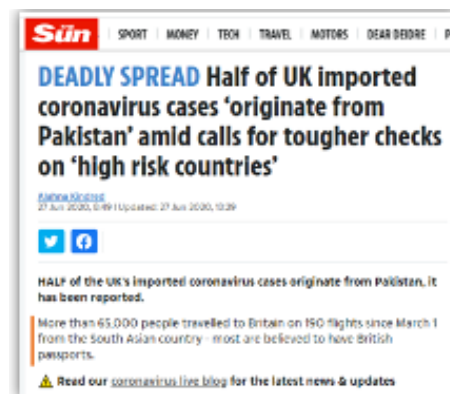 The Sun SPORT MONEY TECH TRAVEL MOTORS DEAR DEIDRE
DEADLY SPREAD Half of UK imported
coronavirus cases ‘originate from
Pakistan’ amid calls for tougher checks
on ‘high risk countries’
27 Jun 2020, Updated: 27 Jun 2020,
HALF of the UK's imported coronavirus cases originate from Pakistan, it
has been reported.
More than 65,000 people travelled to Britain on 190 flights since March 1
from the South Asian country - most are believed to have British
passports.
Read our coronavirus live blog for the latest news & updates